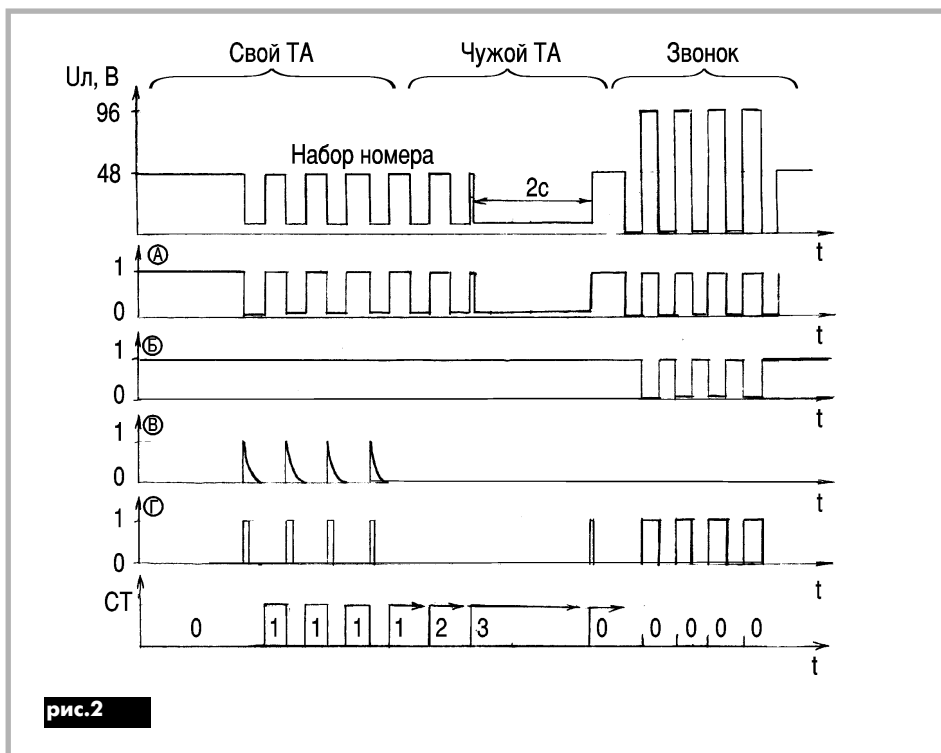 Свой ТА Чужой ТА Звонок
Uл, В
96
Набор номера
48
2с
t
1 А
0
t
1 Б
0
t
1 В
0
t
1 Г
0
t
СТ
0 1 1 1 1 2 3 0 0 0 0 0
t
рис.2